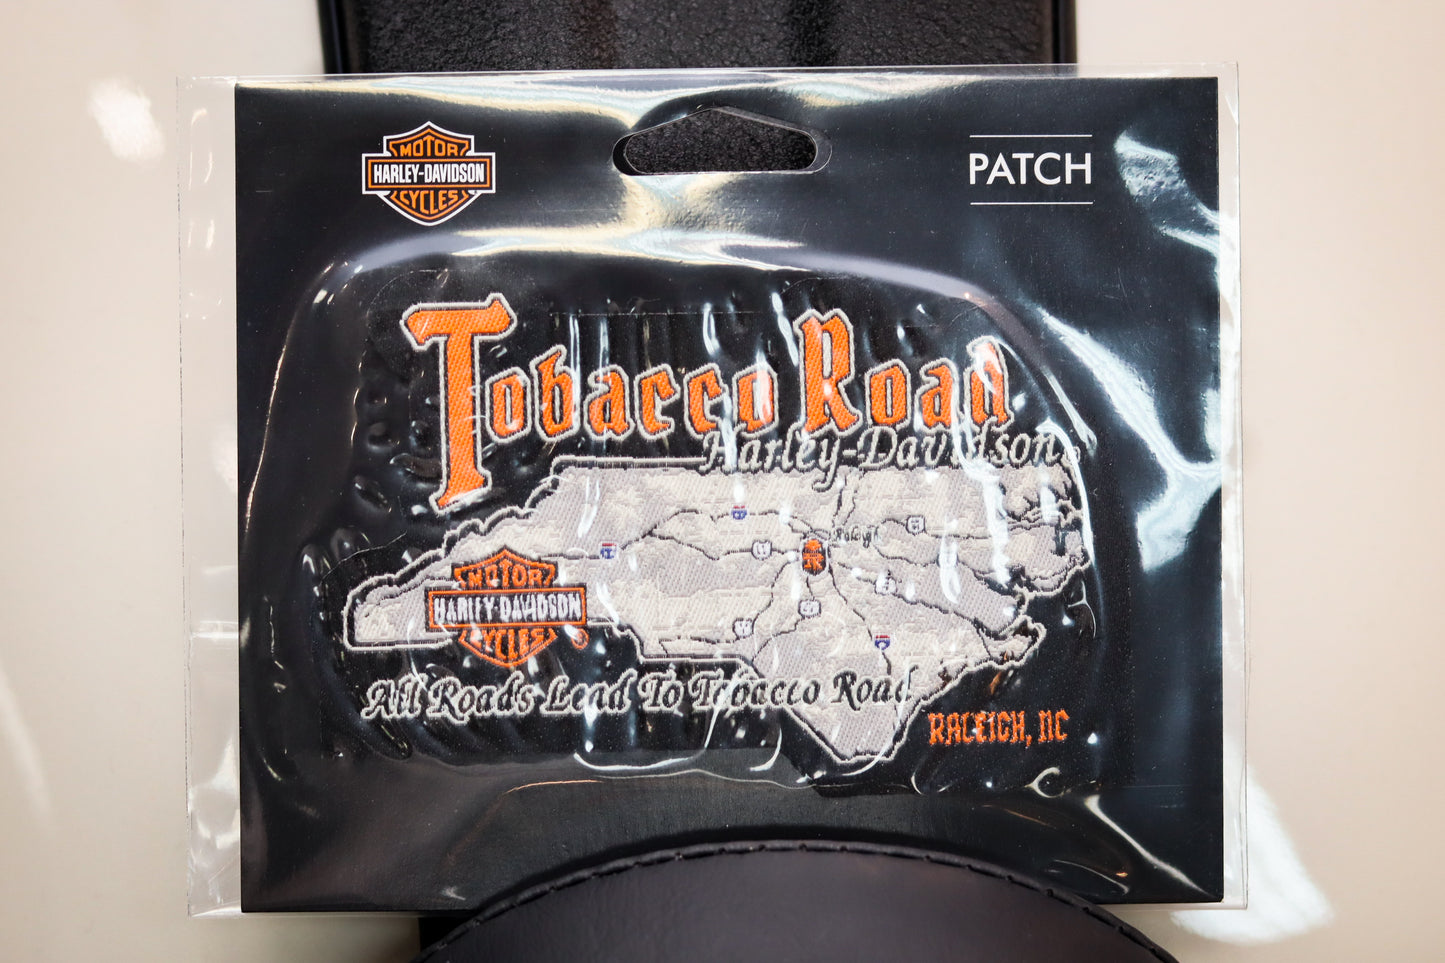 MOTOR
HARLEY-DAVIDSON
CYCLES
PATCH
Tobacco Road
Harley-Davidson
Raleigh
MOTOR
HARLEY-DAVIDSON
CYCLES
All Roads Lead To Tobacco Road
RALEIGH, NC